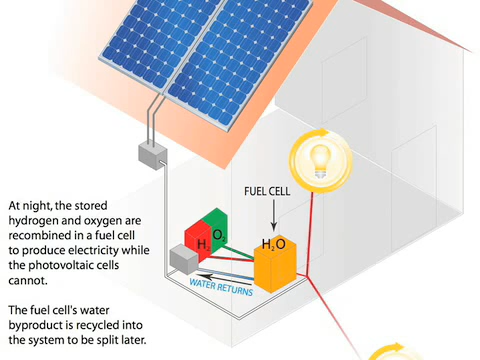 FUEL CELL
O₂
H₂
H₂O
WATER RETURNS
At night, the stored
hydrogen and oxygen are
recombined in a fuel cell
to produce electricity while
the photovoltaic cells
cannot.
The fuel cell's water
byproduct is recycled into
the system to be split later.